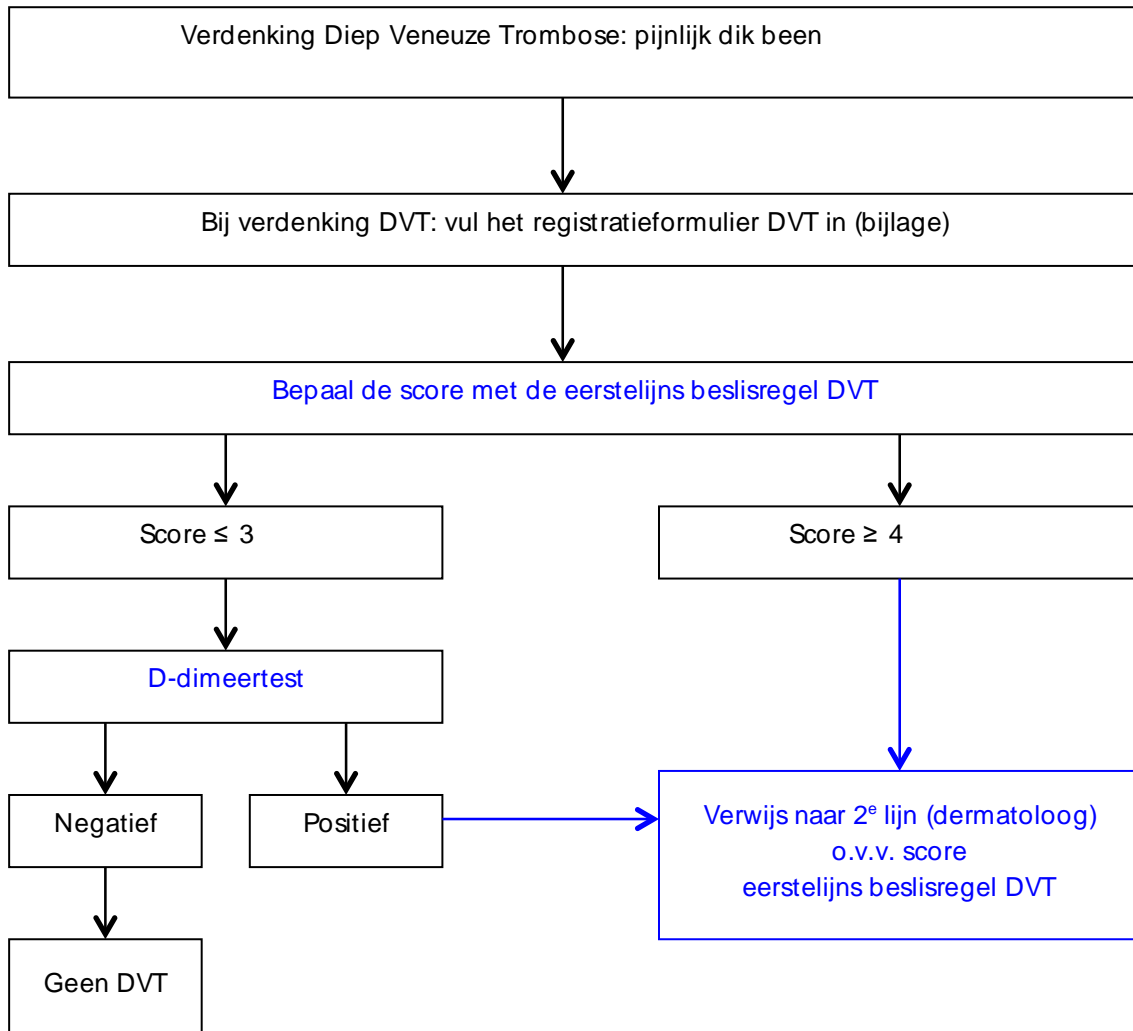 Verdenking Diep Veneuze Trombose: pijnlijk dik been
Bij verdenking DVT: vul het registratieformulier DVT in (bijlage)
Bepaal de score met de eerstelijns beslisregel DVT
Score ≤ 3
Score ≥ 4
D-dimeertest
Negatief
Positief
Verwijs naar 2e lijn (dermatoloog)
o.v.v. score
eerstelijns beslisregel DVT
Geen DVT